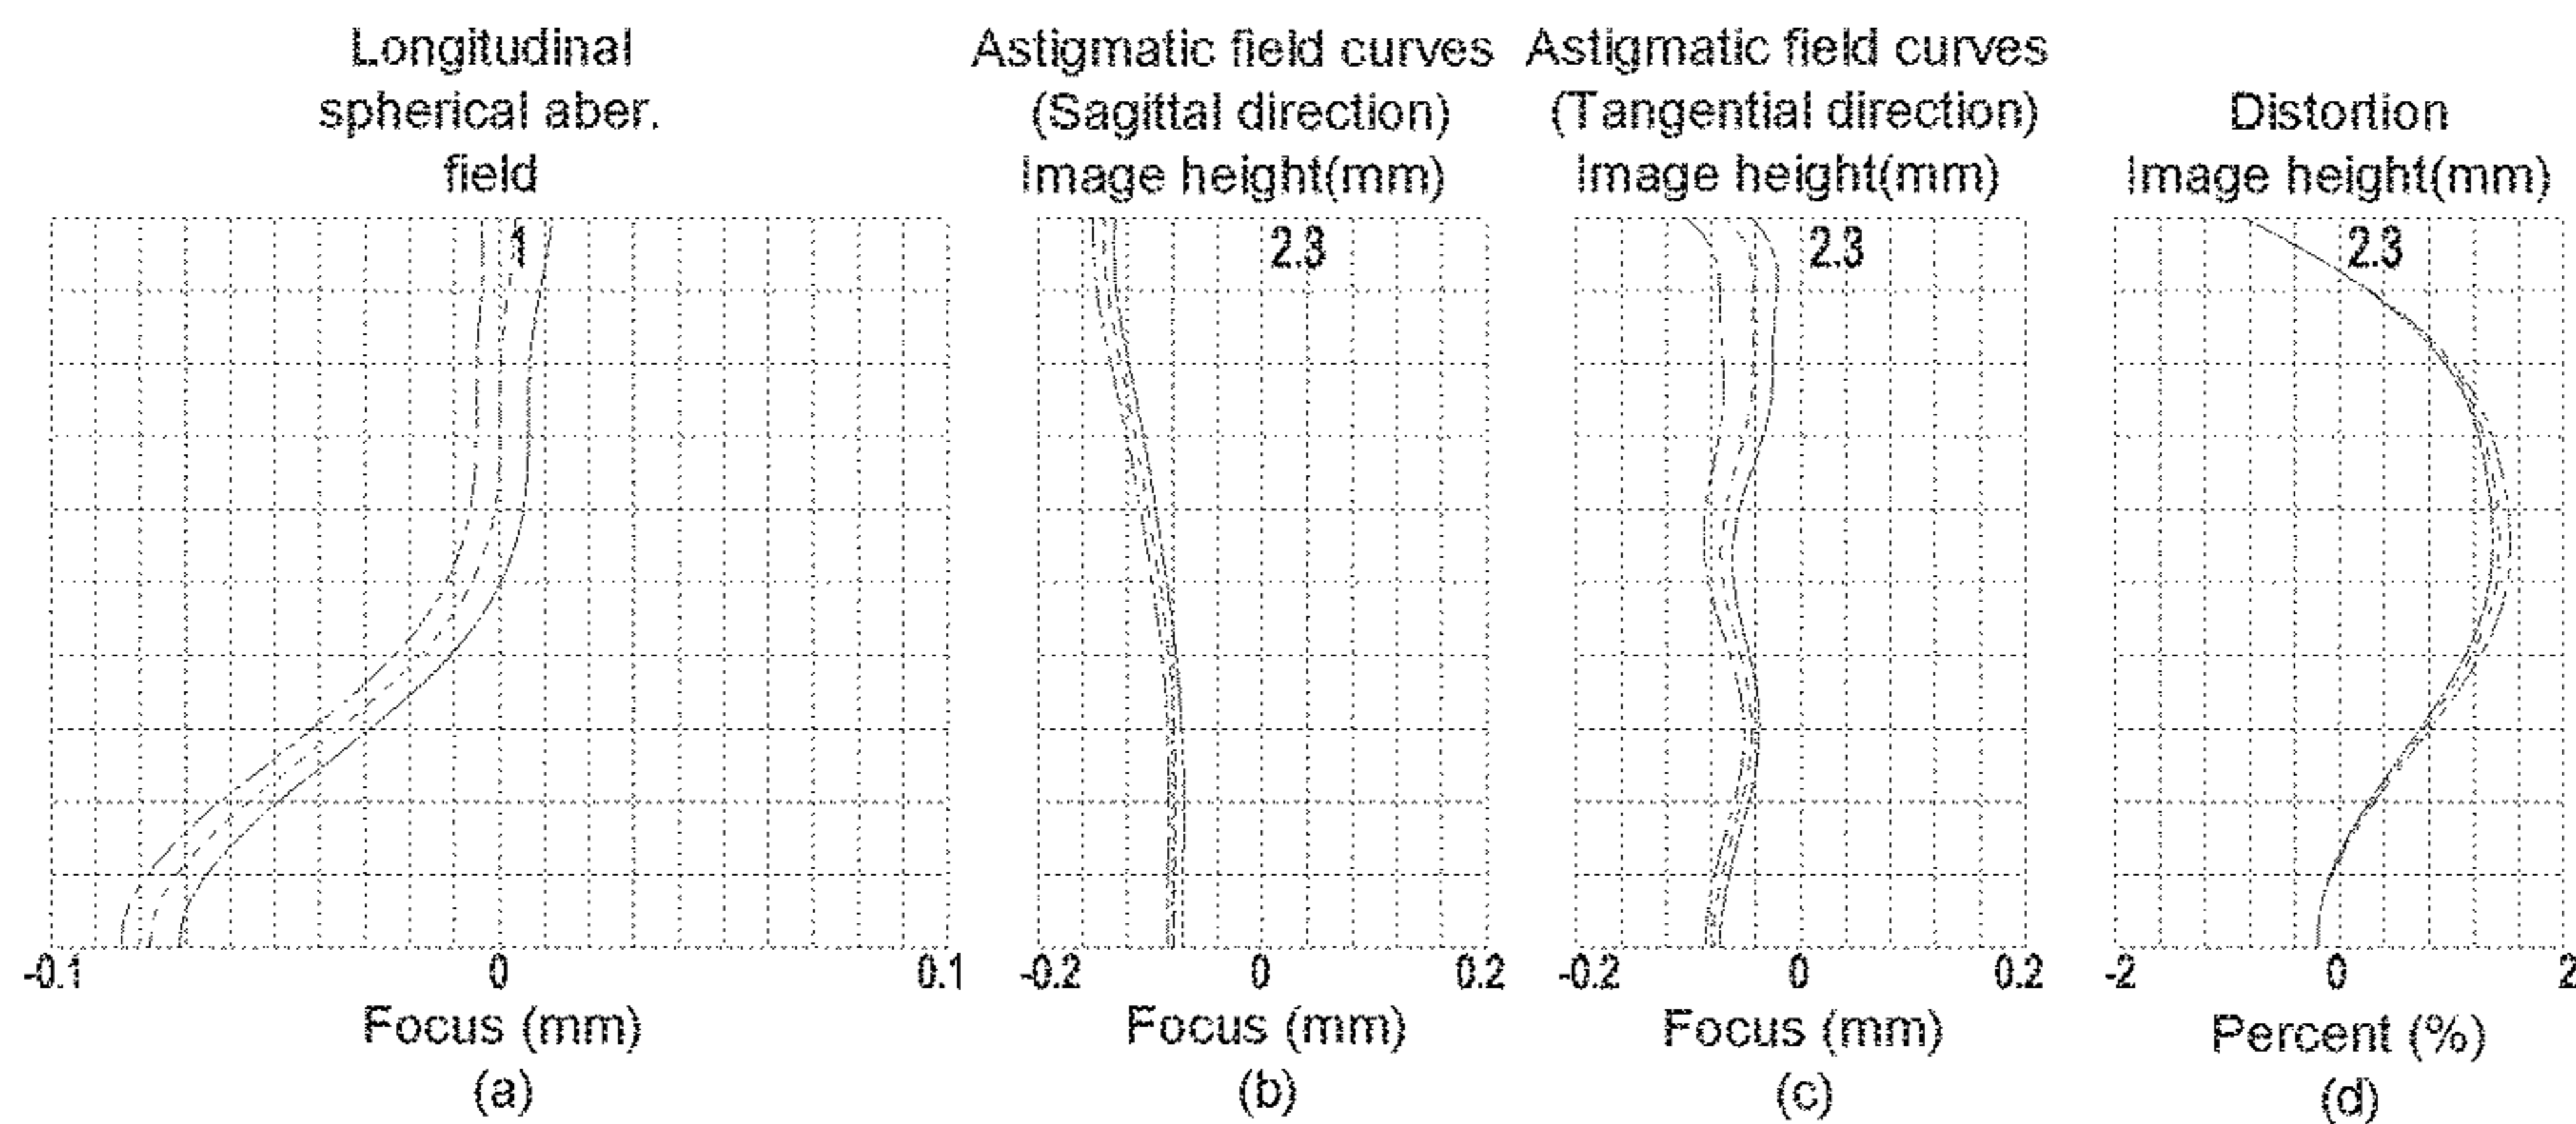 Longitudinal
spherical aber.
field
1
-0.1 0 0.1
Focus (mm)
(a)
Astigmatic field curves
(Sagittal direction)
Image height(mm)
2.3
-0.2 0 0.2
Focus (mm)
(b)
Astigmatic field curves
(Tangential direction)
Image height(mm)
2.3
-0.2 0 0.2
Focus (mm)
(c)
Distortion
Image height(mm)
2.3
-2 0 2
Percent (%)
(d)